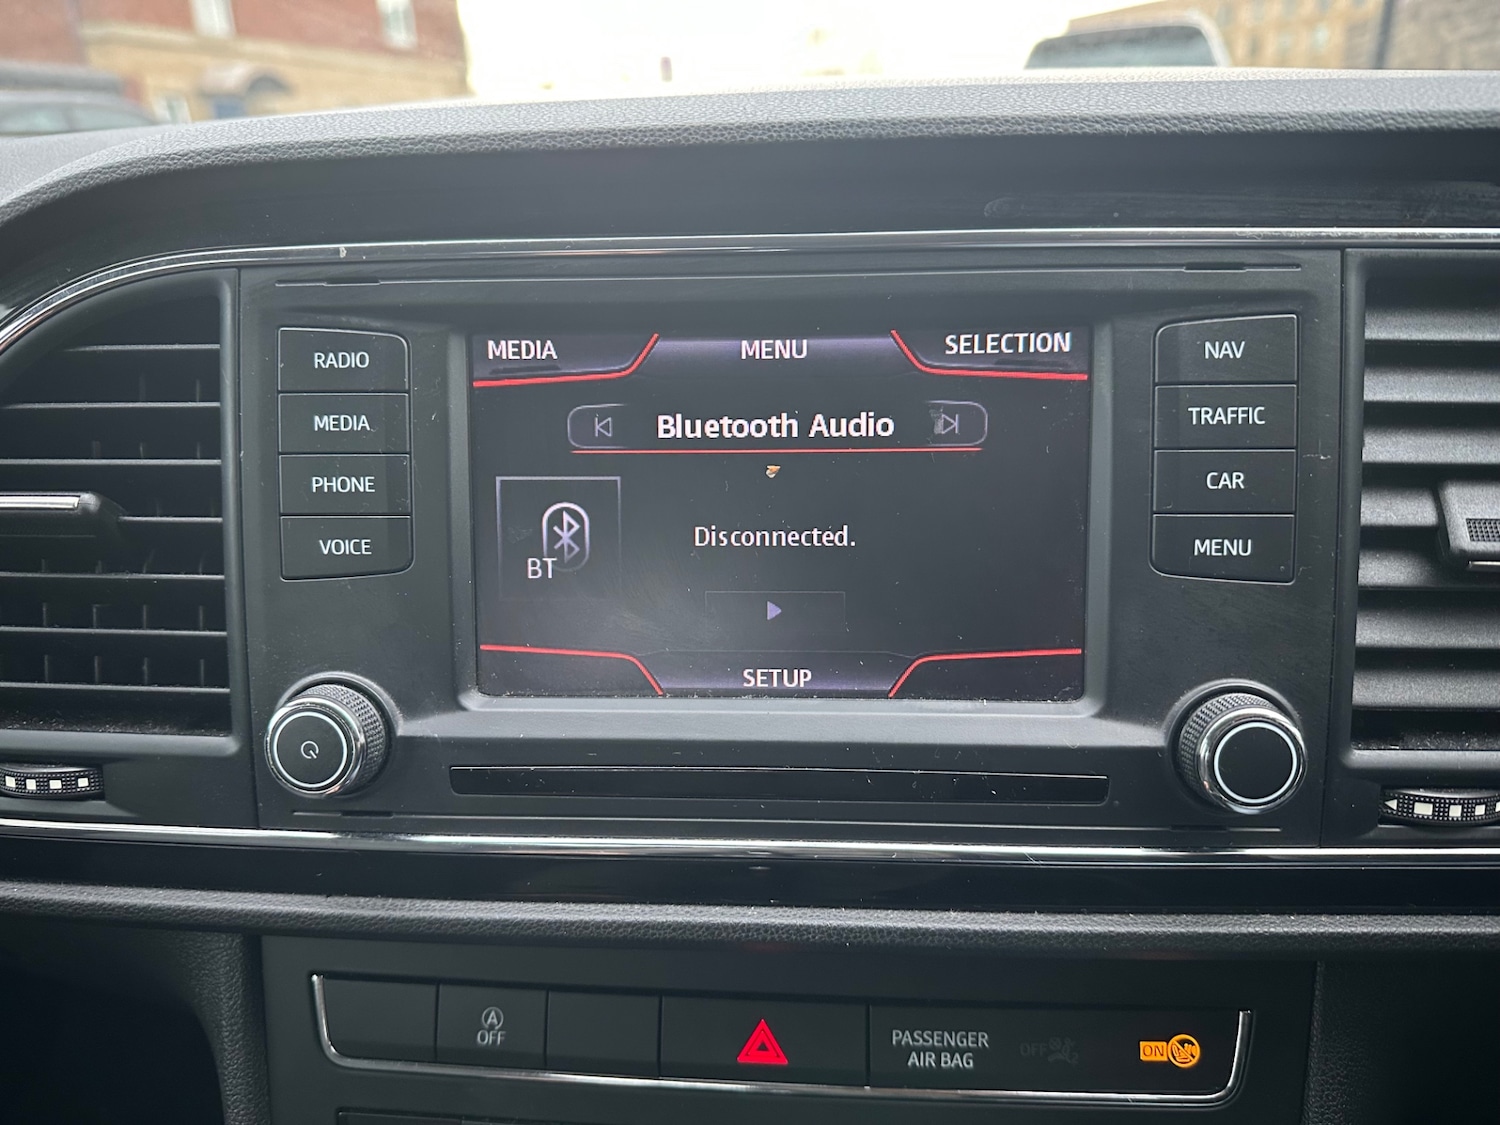 MEDIA
MENU
SELECTION
RADIO
MEDIA
PHONE
VOICE
Bluetooth Audio
BT
Disconnected.
SETUP
NAV
TRAFFIC
CAR
MENU
A
OFF
PASSENGER
AIR BAG
OFF
ON